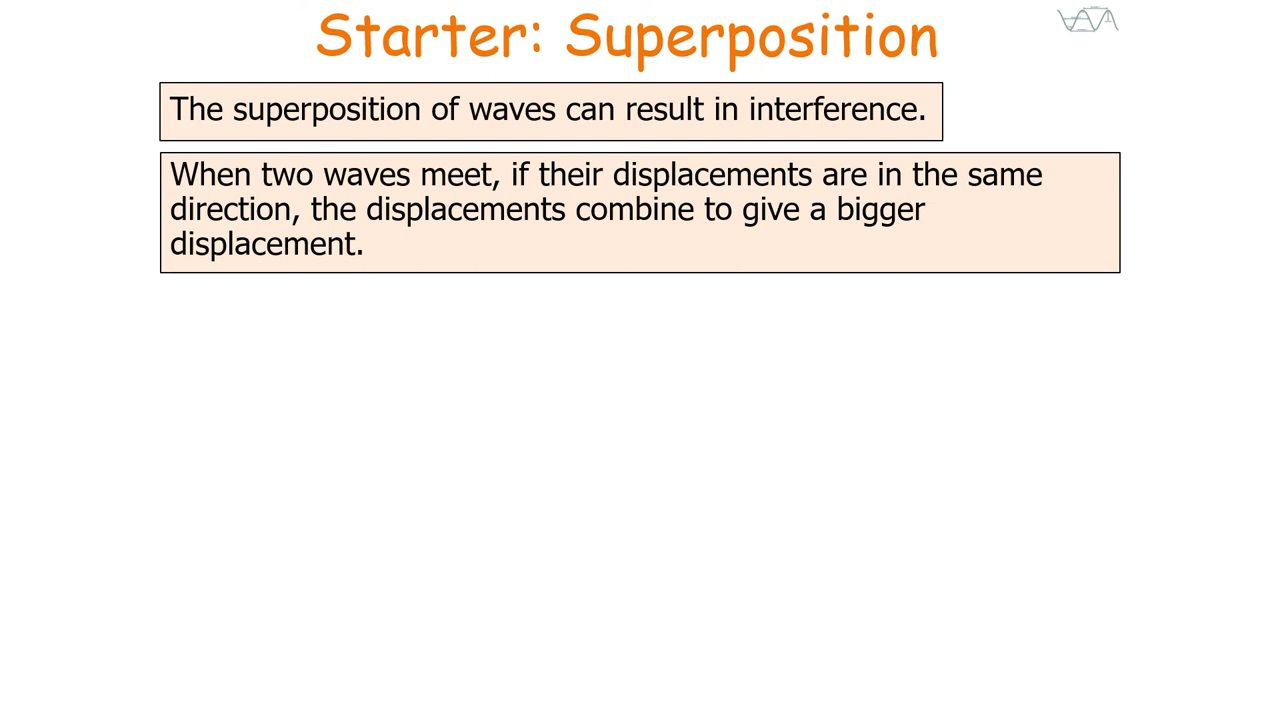 Starter: Superposition
The superposition of waves can result in interference.
When two waves meet, if their displacements are in the same
direction, the displacements combine to give a bigger
displacement.